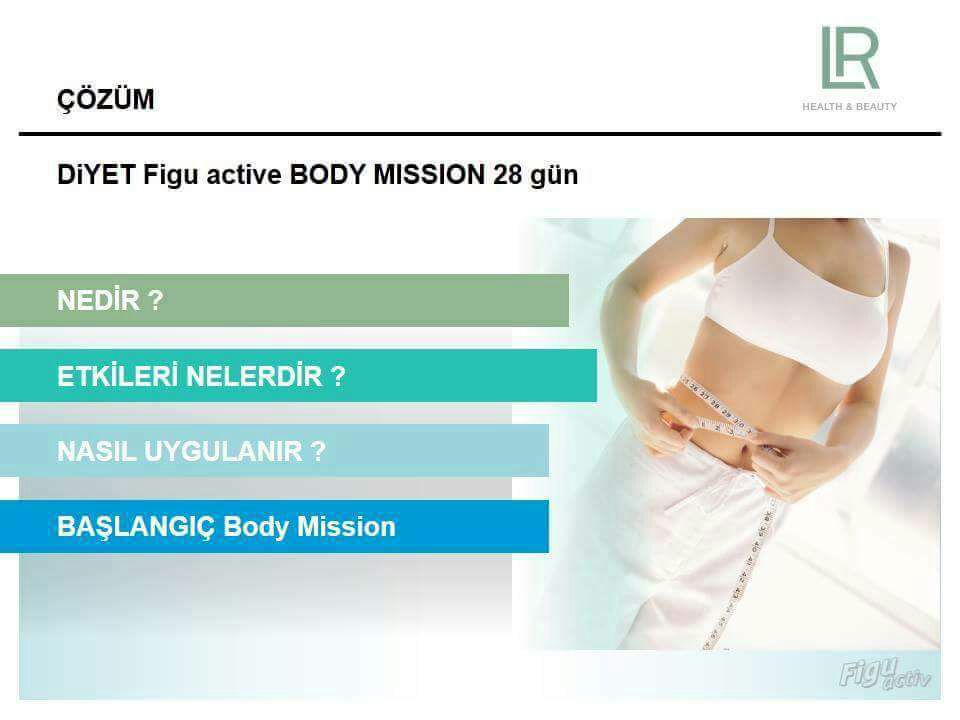 LR
HEALTH & BEAUTY
ÇÖZÜM
DiYET Figu active BODY MISSION 28 gün
NEDİR ?
ETKİLERİ NELERDİR ?
NASIL UYGULANIR ?
BAŞLANGIÇ Body Mission
Figu
activ